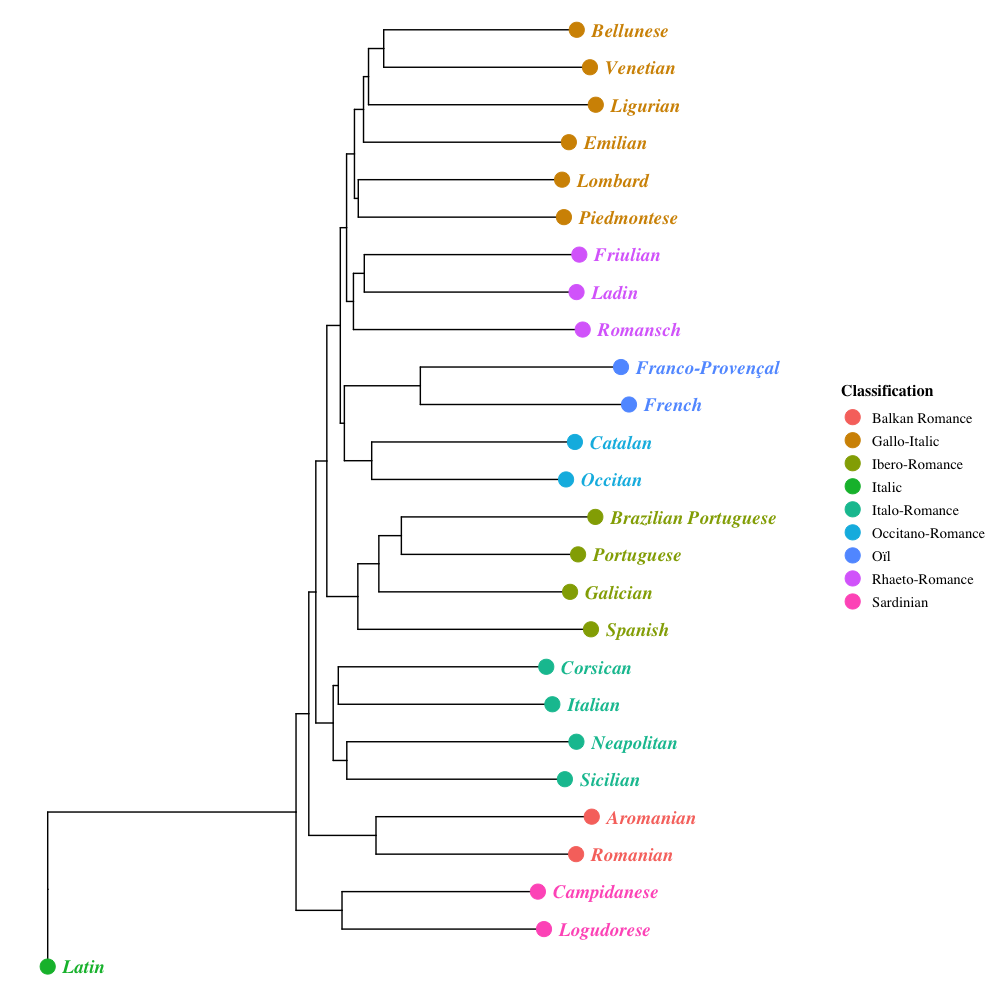 Bellunese
Venetian
Ligurian
Emilian
Lombard
Piedmontese
Friulian
Ladin
Romansch
Franco-Provençal
French
Catalan
Occitan
Brazilian Portuguese
Portuguese
Galician
Spanish
Corsican
Italian
Neapolitan
Sicilian
Aromanian
Romanian
Campidanese
Logudorese
Latin
Classification
Balkan Romance
Gallo-Italic
Ibero-Romance
Italic
Italo-Romance
Occitano-Romance
Oïl
Rhaeto-Romance
Sardinian